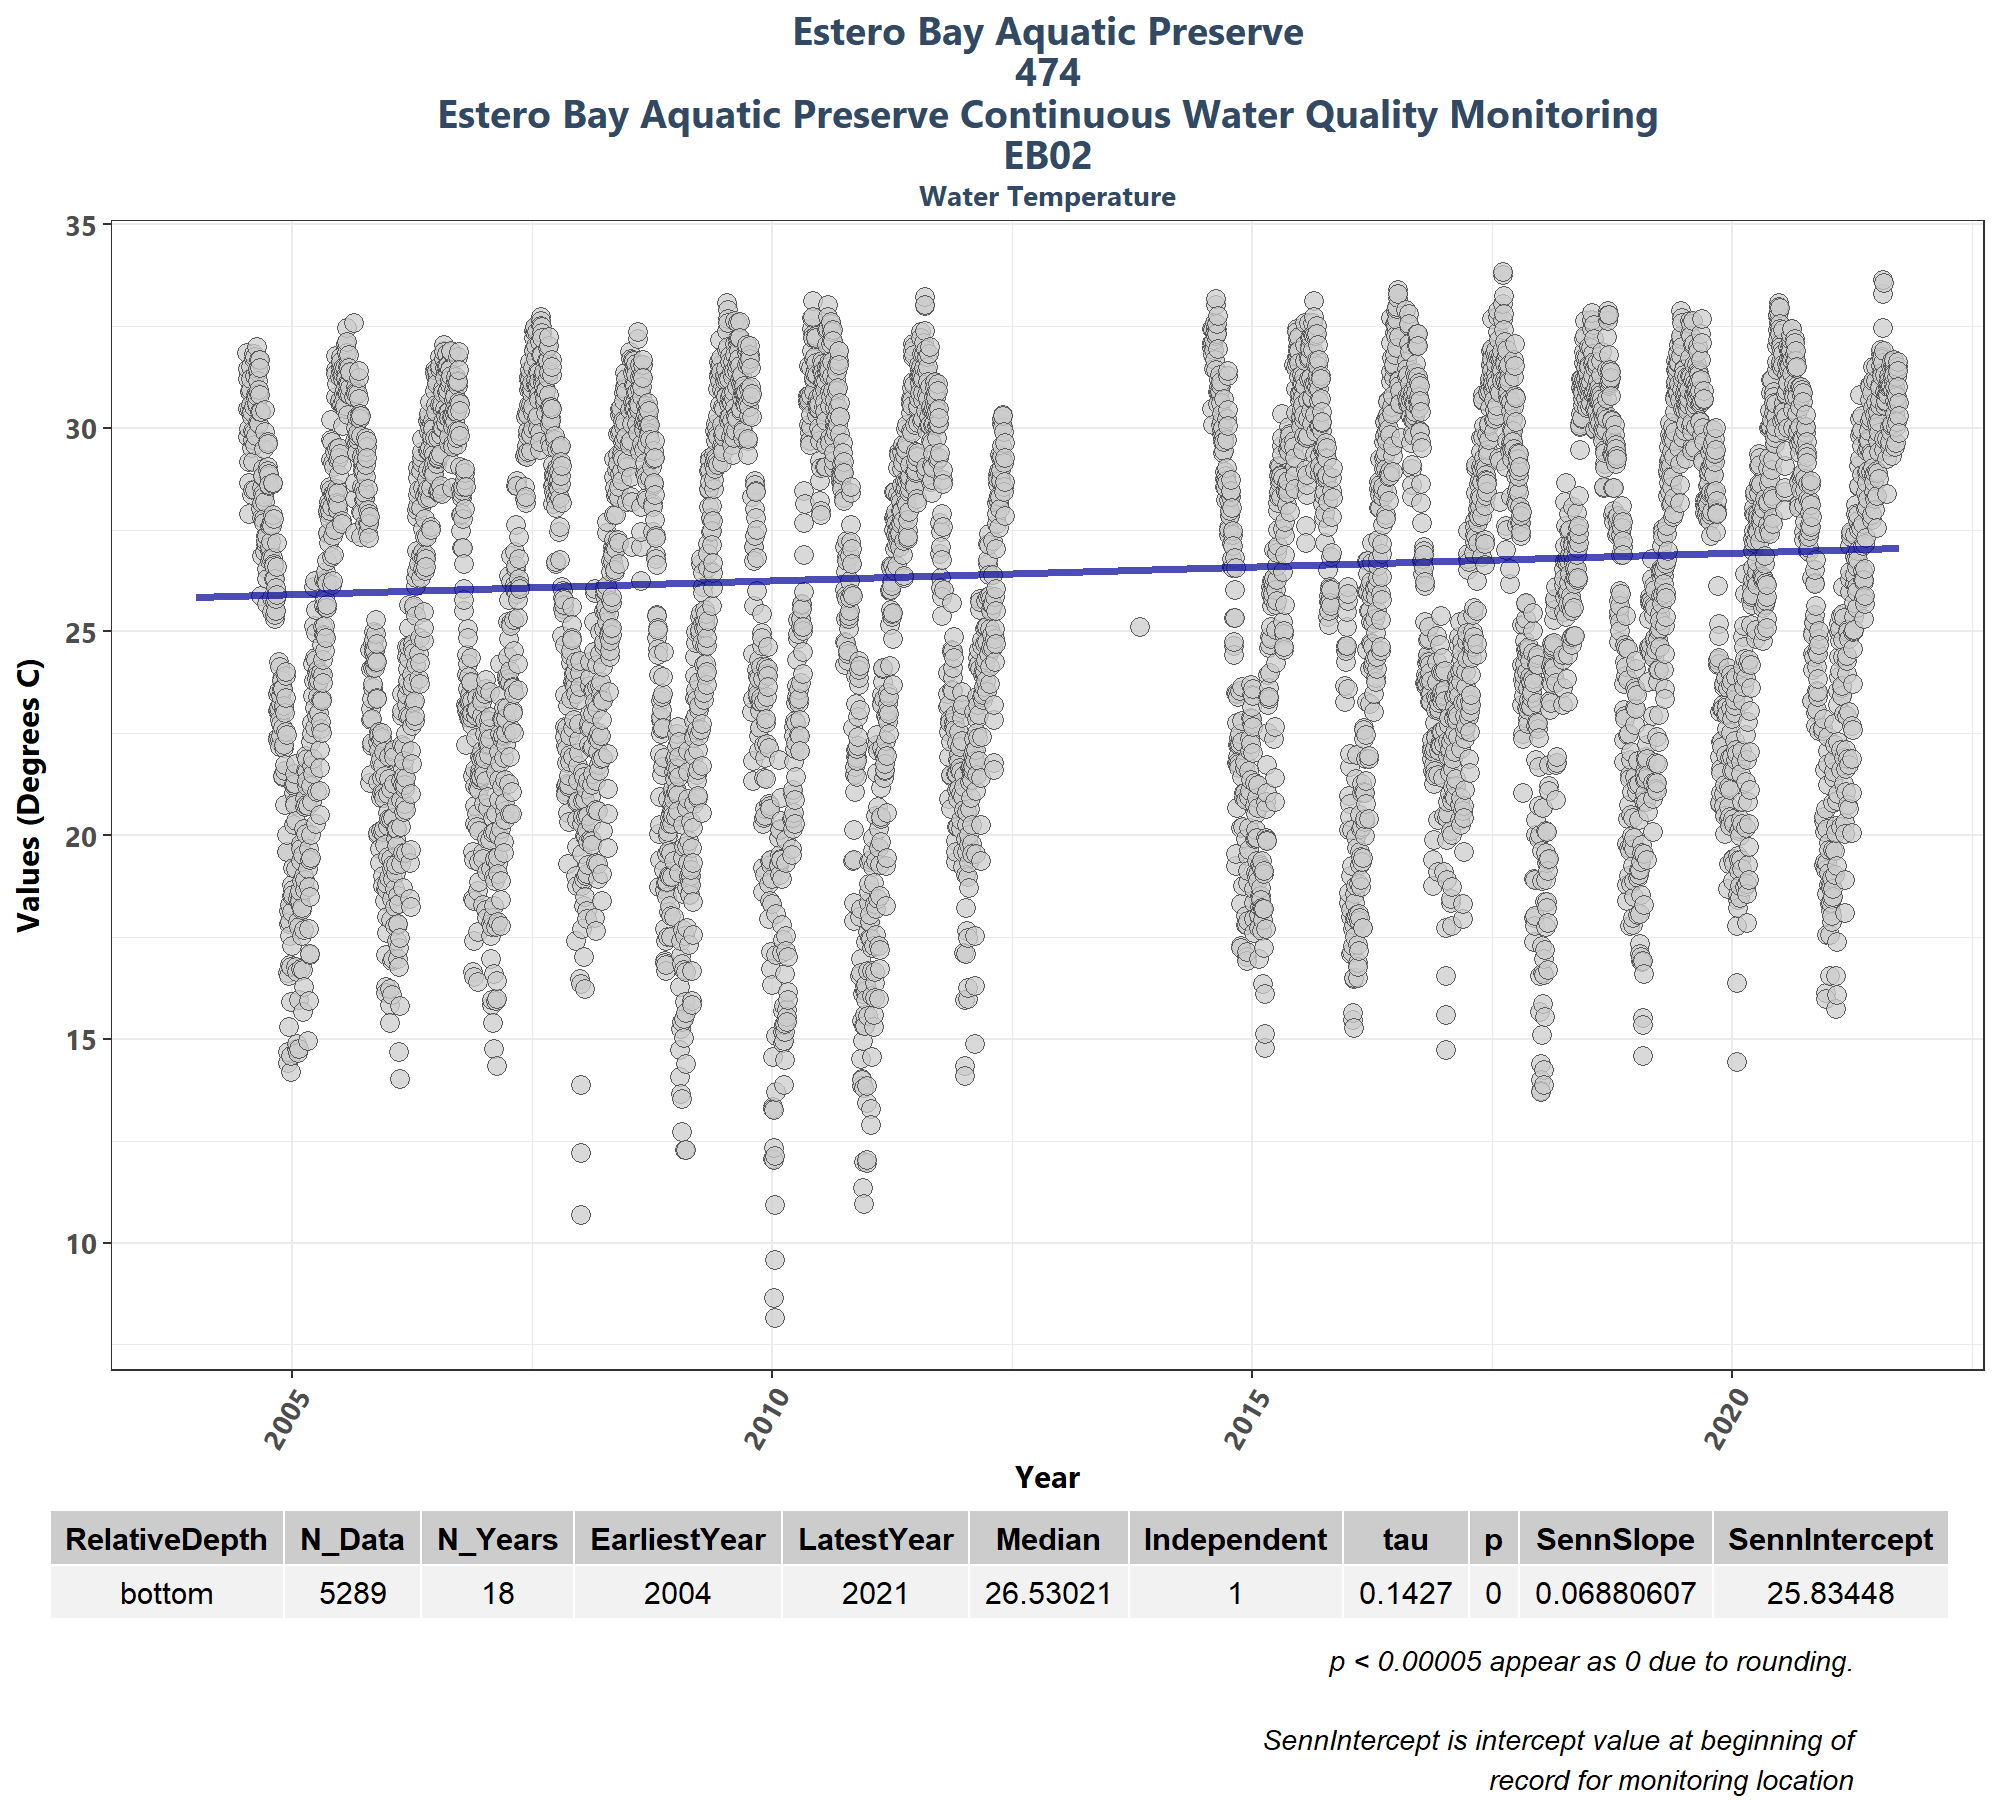 Estero Bay Aquatic Preserve
474
Estero Bay Aquatic Preserve Continuous Water Quality Monitoring
EB02
Water Temperature
35
30
25
20
15
10
Values (Degrees C)
2005
2010
2015
2020
Year
RelativeDepth N_Data N_Years EarliestYear LatestYear Median Independent tau p SennSlope SennIntercept
bottom 5289 18 2004 2021 26.53021 1 0.1427 0 0.06880607 25.83448
p < 0.00005 appear as 0 due to rounding.
SennIntercept is intercept value at beginning of
record for monitoring location